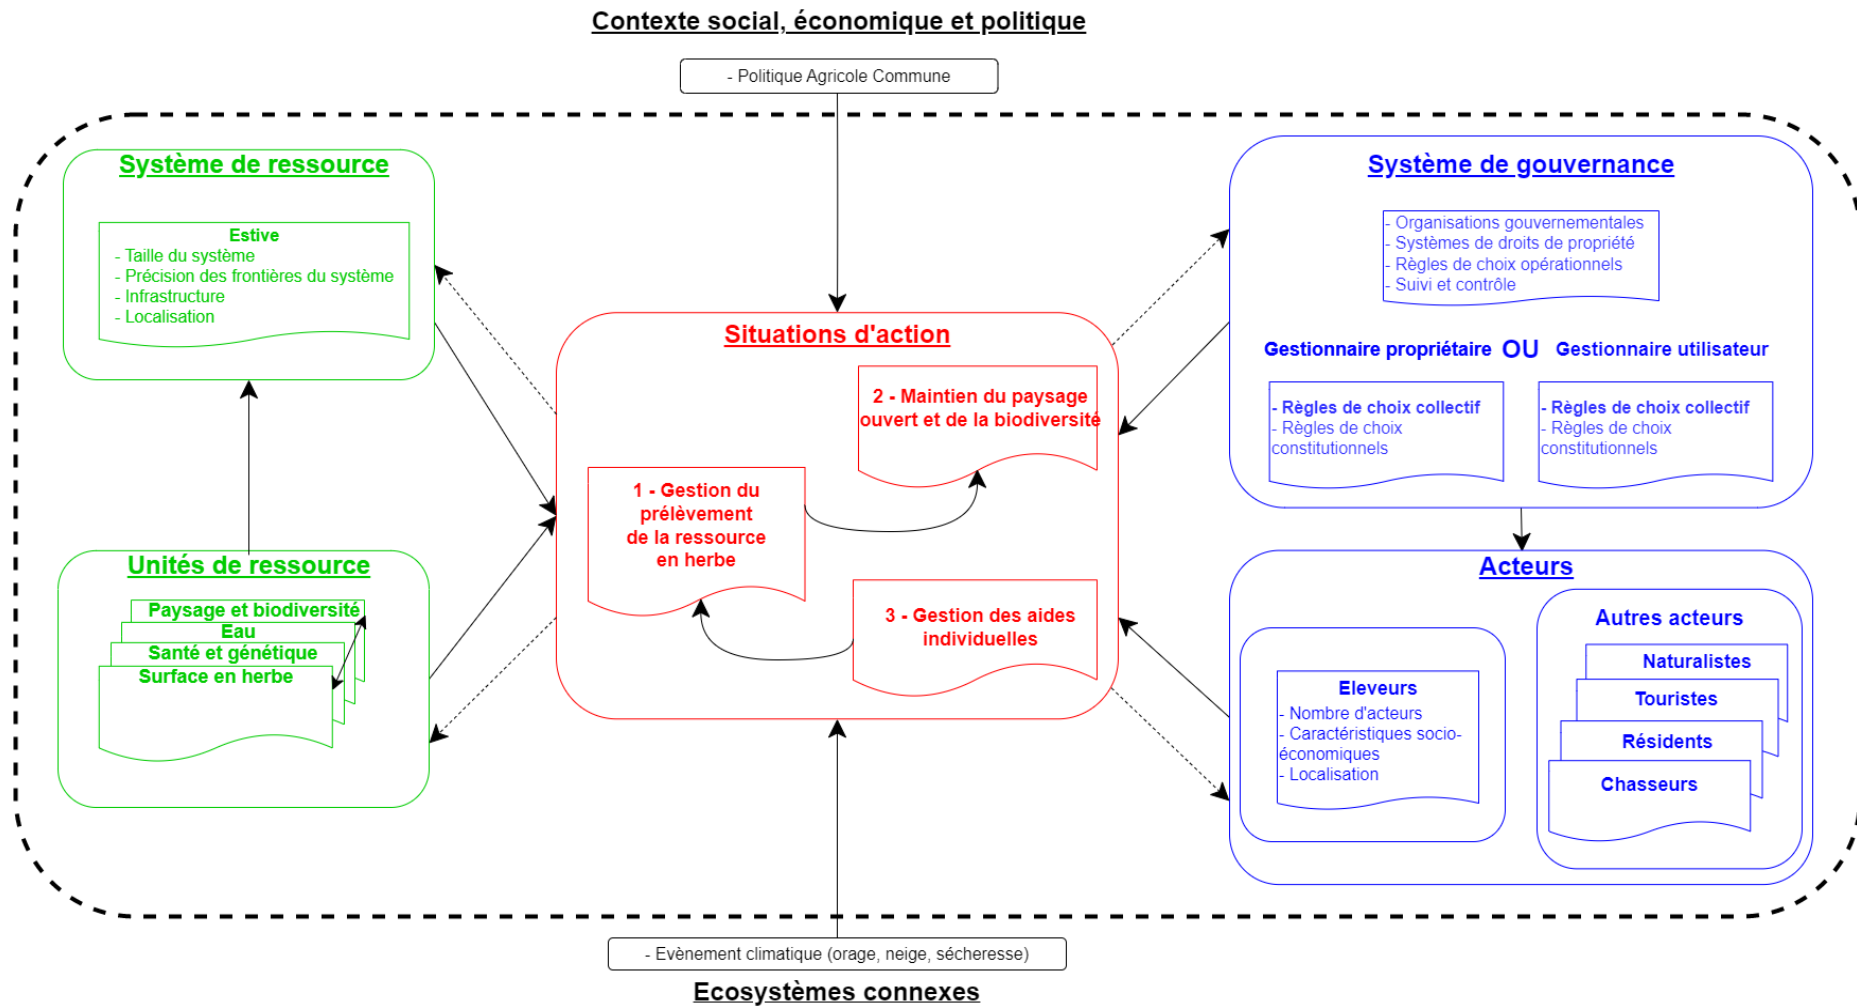 Contexte social, économique et politique
- Politique Agricole Commune
Système de ressource
Estive
- Taille du système
- Précision des frontières du système
- Infrastructure
- Localisation
Unités de ressource
Paysage et biodiversité
Eau
Santé et génétique
Surface en herbe
Situations d'action
2 - Maintien du paysage
ouvert et de la biodiversité
1 - Gestion du
prélèvement
de la ressource
en herbe
3 - Gestion des aides
individuelles
Système de gouvernance
- Organisations gouvernementales
- Systèmes de droits de propriété
- Règles de choix opérationnels
- Suivi et contrôle
Gestionnaire propriétaire OU Gestionnaire utilisateur
- Règles de choix collectif
- Règles de choix
constitutionnels
- Règles de choix collectif
- Règles de choix
constitutionnels
Acteurs
Eleveurs
- Nombre d'acteurs
- Caractéristiques socio-
économiques
- Localisation
Autres acteurs
Naturalistes
Touristes
Résidents
Chasseurs
- Evènement climatique (orage, neige, sécheresse)
Ecosystèmes connexes